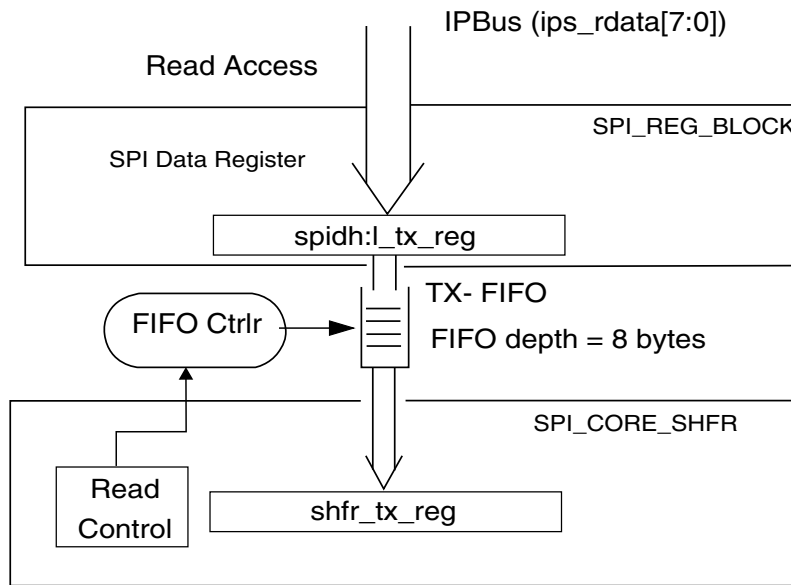 IPBus (ips_rdata[7:0])
Read Access
SPI_REG_BLOCK
SPI Data Register
spidh:l_tx_reg
TX- FIFO
FIFO Ctrlr
FIFO depth = 8 bytes
SPI_CORE_SHFR
Read
Control
shfr_tx_reg